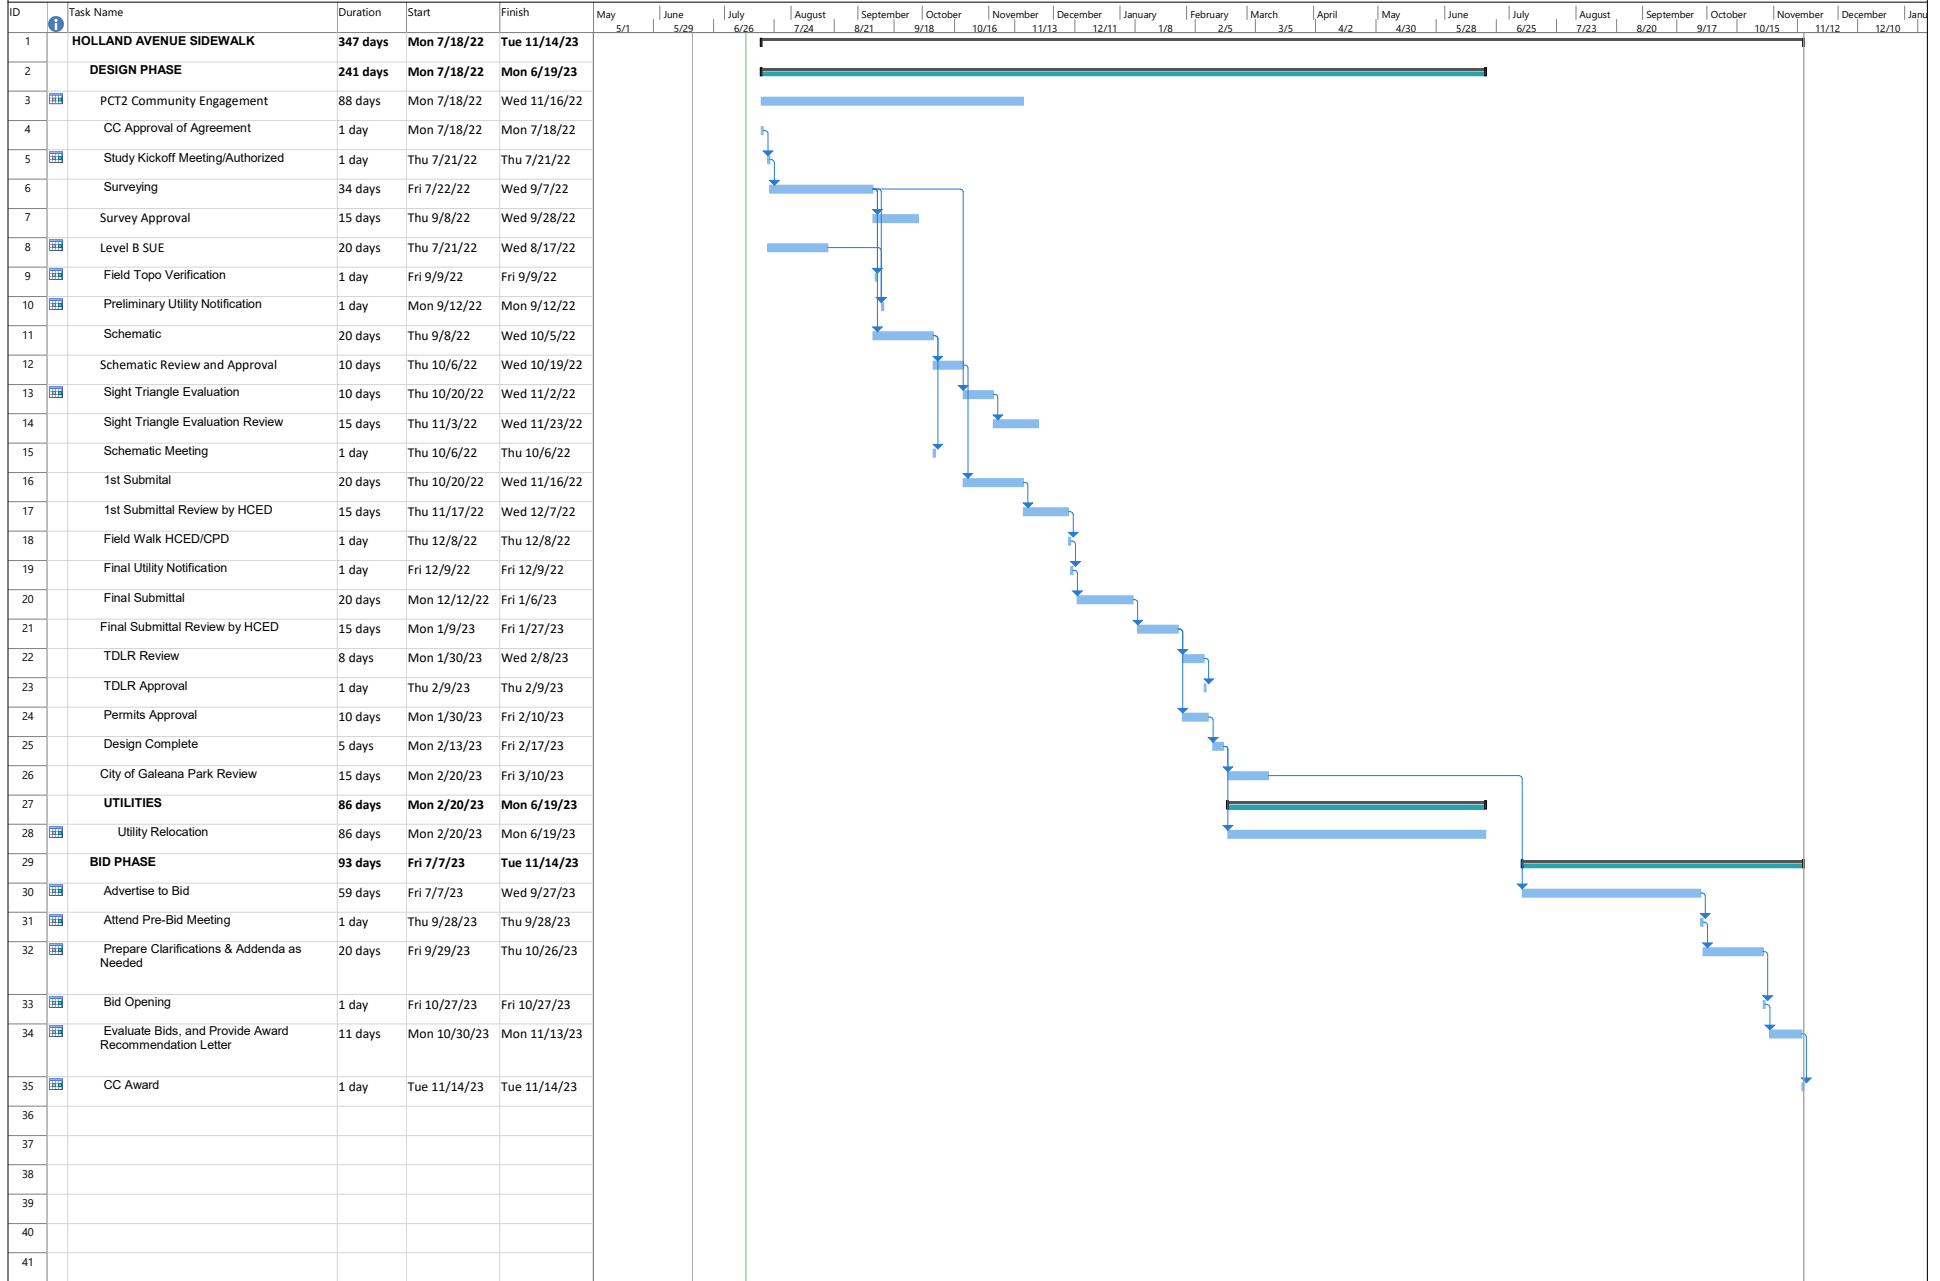 ID Task Name Duration Start Finish May June July August September October November December January February March April May June July August September October November December Janu
5/1 5/29 6/26 7/24 8/21 9/18 10/16 11/13 12/11 1/8 2/5 3/5 4/2 4/30 5/28 6/25 7/23 8/20 9/17 10/15 11/12 12/10
1 HOLLAND AVENUE SIDEWALK 347 days Mon 7/18/22 Tue 11/14/23
2 DESIGN PHASE 241 days Mon 7/18/22 Mon 6/19/23
3 PCT2 Community Engagement 88 days Mon 7/18/22 Wed 11/16/22
4 CC Approval of Agreement 1 day Mon 7/18/22 Mon 7/18/22
5 Study Kickoff Meeting/Authorized 1 day Thu 7/21/22 Thu 7/21/22
6 Surveying 34 days Fri 7/22/22 Wed 9/7/22
7 Survey Approval 15 days Thu 9/8/22 Wed 9/28/22
8 Level B SUE 20 days Thu 7/21/22 Wed 8/17/22
9 Field Topo Verification 1 day Fri 9/9/22 Fri 9/9/22
10 Preliminary Utility Notification 1 day Mon 9/12/22 Mon 9/12/22
11 Schematic 20 days Thu 9/8/22 Wed 10/5/22
12 Schematic Review and Approval 10 days Thu 10/6/22 Wed 10/19/22
13 Sight Triangle Evaluation 10 days Thu 10/20/22 Wed 11/2/22
14 Sight Triangle Evaluation Review 15 days Thu 11/3/22 Wed 11/23/22
15 Schematic Meeting 1 day Thu 10/6/22 Thu 10/6/22
16 1st Submital 20 days Thu 10/20/22 Wed 11/16/22
17 1st Submittal Review by HCED 15 days Thu 11/17/22 Wed 12/7/22
18 Field Walk HCED/CPD 1 day Thu 12/8/22 Thu 12/8/22
19 Final Utility Notification 1 day Fri 12/9/22 Fri 12/9/22
20 Final Submittal 20 days Mon 12/12/22 Fri 1/6/23
21 Final Submittal Review by HCED 15 days Mon 1/9/23 Fri 1/27/23
22 TDLR Review 8 days Mon 1/30/23 Wed 2/8/23
23 TDLR Approval 1 day Thu 2/9/23 Thu 2/9/23
24 Permits Approval 10 days Mon 1/30/23 Fri 2/10/23
25 Design Complete 5 days Mon 2/13/23 Fri 2/17/23
26 City of Galeana Park Review 15 days Mon 2/20/23 Fri 3/10/23
27 UTILITIES 86 days Mon 2/20/23 Mon 6/19/23
28 Utility Relocation 86 days Mon 2/20/23 Mon 6/19/23
29 BID PHASE 93 days Fri 7/7/23 Tue 11/14/23
30 Advertise to Bid 59 days Fri 7/7/23 Wed 9/27/23
31 Attend Pre-Bid Meeting 1 day Thu 9/28/23 Thu 9/28/23
32 Prepare Clarifications & Addenda as 20 days Fri 9/29/23 Thu 10/26/23
Needed
33 Bid Opening 1 day Fri 10/27/23 Fri 10/27/23
34 Evaluate Bids, and Provide Award 11 days Mon 10/30/23 Mon 11/13/23
Recommendation Letter
35 CC Award 1 day Tue 11/14/23 Tue 11/14/23
36
37
38
39
40
41